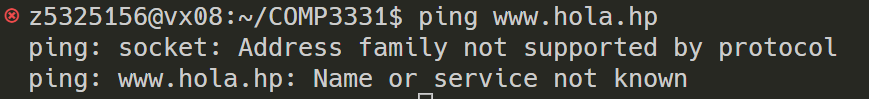 z5325156@vx08:~/COMP3331$ ping www.hola.hp
ping: socket: Address family not supported by protocol
ping: www.hola.hp: Name or service not known